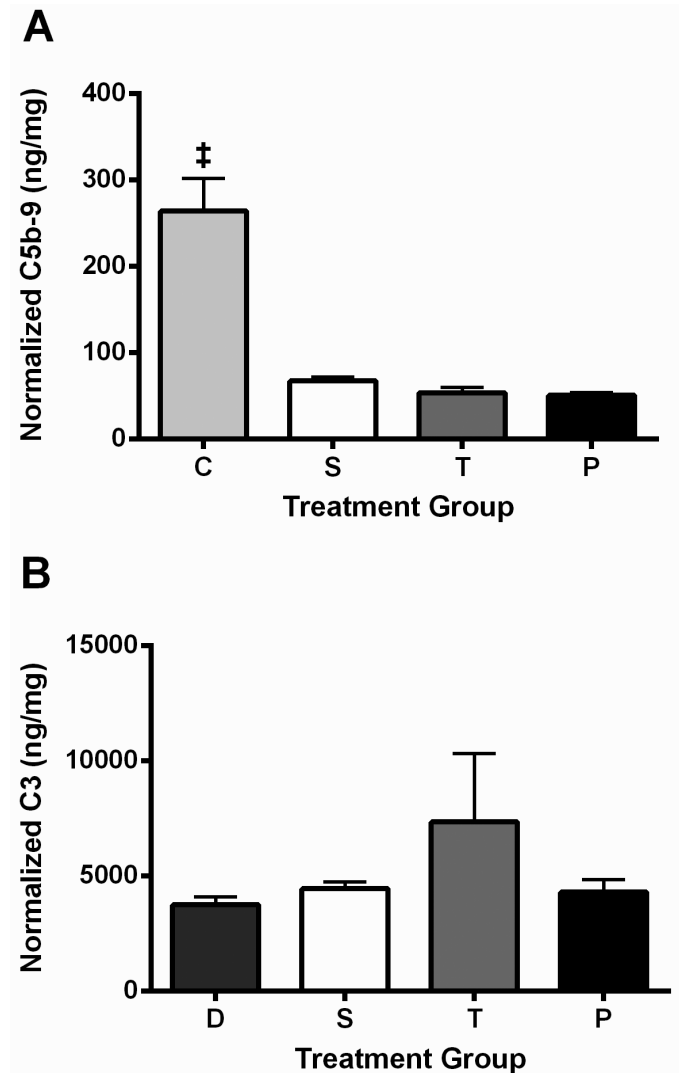 A
Normalized C5b-9 (ng/mg)
400
300
200
100
0
‡
C S T P
Treatment Group
B
Normalized C3 (ng/mg)
15000
10000
5000
0
D S T P
Treatment Group